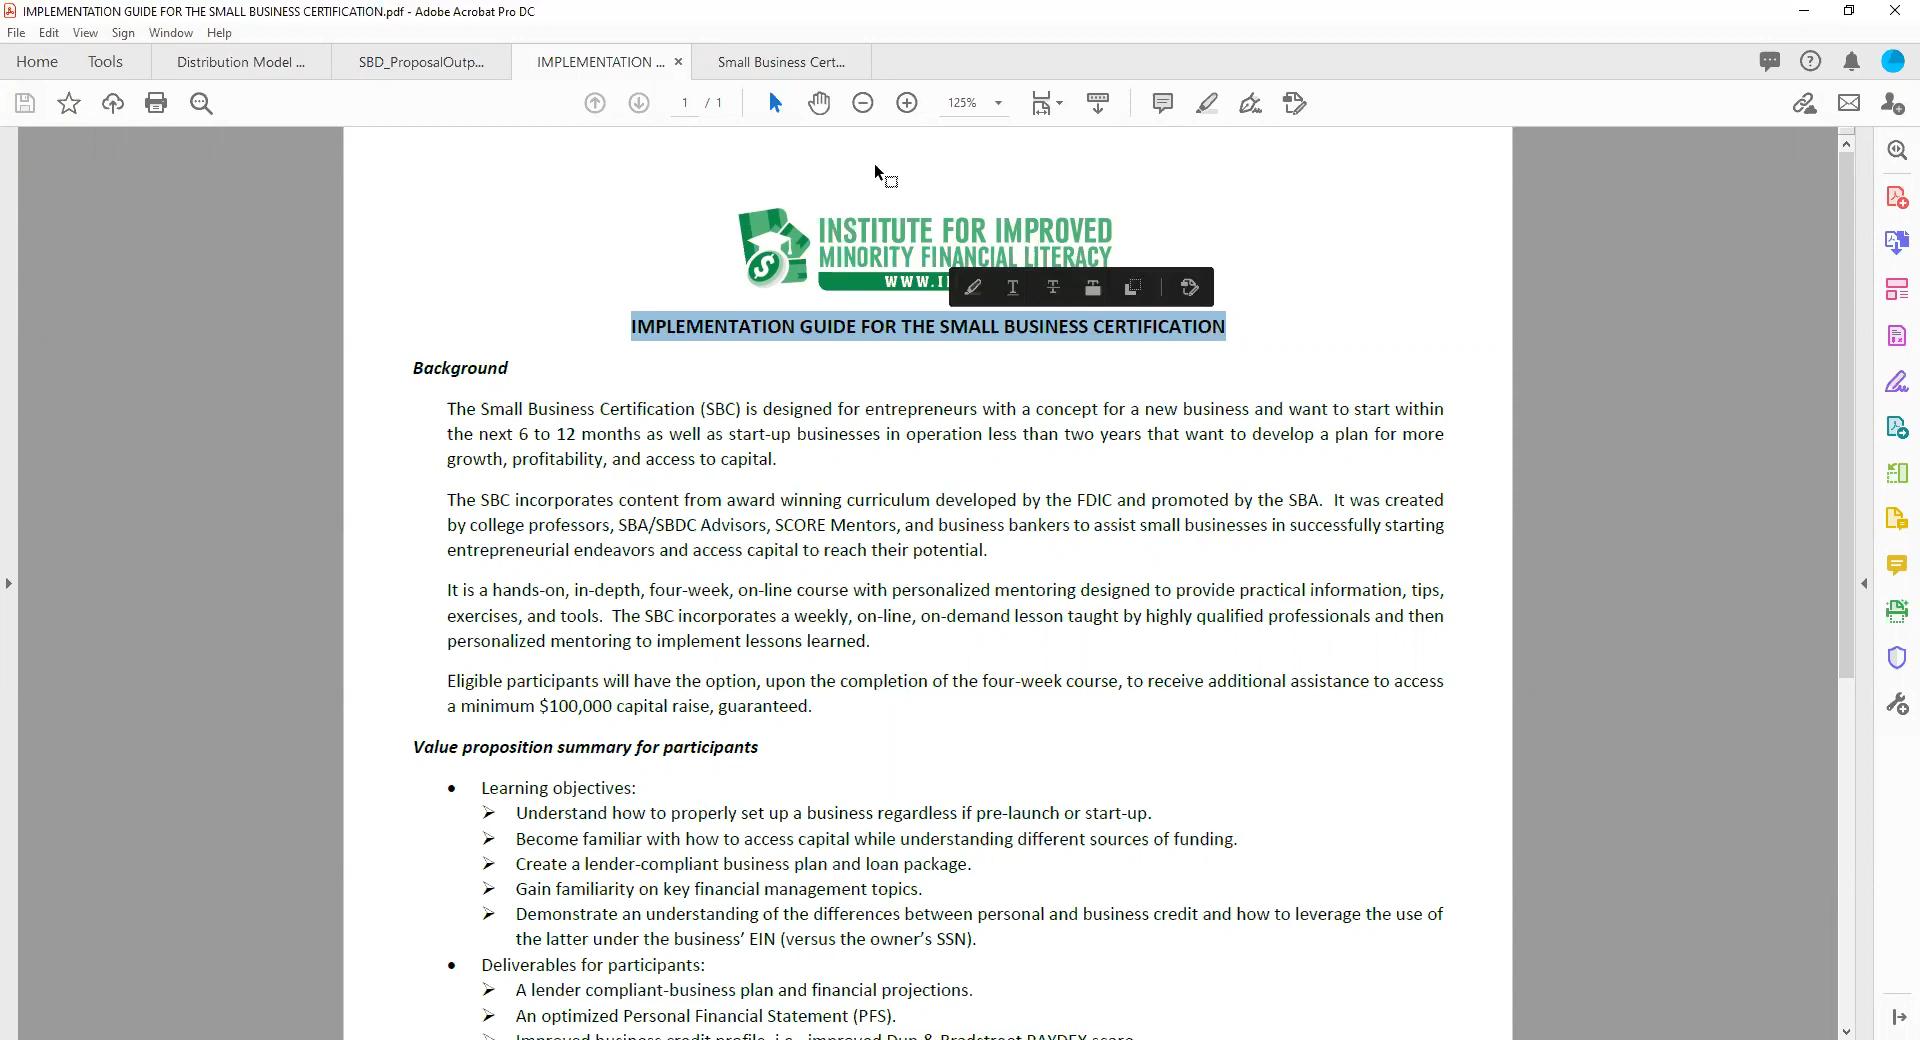 IMPLEMENTATION GUIDE FOR THE SMALL BUSINESS CERTIFICATION.pdf - Adobe Acrobat Pro DC
File Edit View Sign Window Help
Home Tools Distribution Model ... SBD_ProposalOutp... IMPLEMENTATION ... × Small Business Cert...
1 / 1 125%
INSTITUTE FOR IMPROVED
MINORITY FINANCIAL LITERACY
IMPLEMENTATION GUIDE FOR THE SMALL BUSINESS CERTIFICATION
Background
The Small Business Certification (SBC) is designed for entrepreneurs with a concept for a new business and want to start within
the next 6 to 12 months as well as start-up businesses in operation less than two years that want to develop a plan for more
growth, profitability, and access to capital.
The SBC incorporates content from award winning curriculum developed by the FDIC and promoted by the SBA. It was created
by college professors, SBA/SBDC Advisors, SCORE Mentors, and business bankers to assist small businesses in successfully starting
entrepreneurial endeavors and access capital to reach their potential.
It is a hands-on, in-depth, four-week, on-line course with personalized mentoring designed to provide practical information, tips,
exercises, and tools. The SBC incorporates a weekly, on-line, on-demand lesson taught by highly qualified professionals and then
personalized mentoring to implement lessons learned.
Eligible participants will have the option, upon the completion of the four-week course, to receive additional assistance to access
a minimum $100,000 capital raise, guaranteed.
Value proposition summary for participants
• Learning objectives:
➢ Understand how to properly set up a business regardless if pre-launch or start-up.
➢ Become familiar with how to access capital while understanding different sources of funding.
➢ Create a lender-compliant business plan and loan package.
➢ Gain familiarity on key financial management topics.
➢ Demonstrate an understanding of the differences between personal and business credit and how to leverage the use of
the latter under the business’ EIN (versus the owner’s SSN).
• Deliverables for participants:
➢ A lender compliant-business plan and financial projections.
➢ An optimized Personal Financial Statement (PFS).
➢ Improved business credit profile, i.e., improved Dun & Bradstreet PAYDEX score